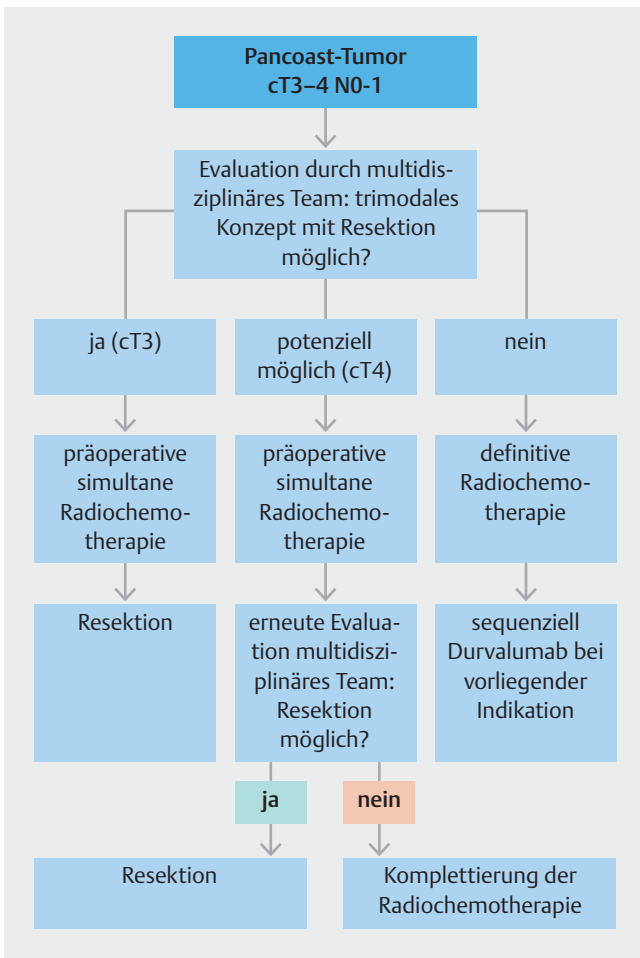 Pancoast-Tumor
cT3–4 N0-1
Evaluation durch multidis-
ziplinäres Team: trimodales
Konzept mit Resektion
möglich?
ja (cT3)
potenziell
möglich (cT4)
nein
präoperative
simultane
Radiochemo-
therapie
präoperative
simultane
Radiochemo-
therapie
definitive
Radiochemo-
therapie
Resektion
erneute Evalua-
tion multidiszi-
plinäres Team:
Resektion
möglich?
sequenziell
Durvalumab bei
vorliegender
Indikation
ja
nein
Resektion
Komplettierung der
Radiochemotherapie